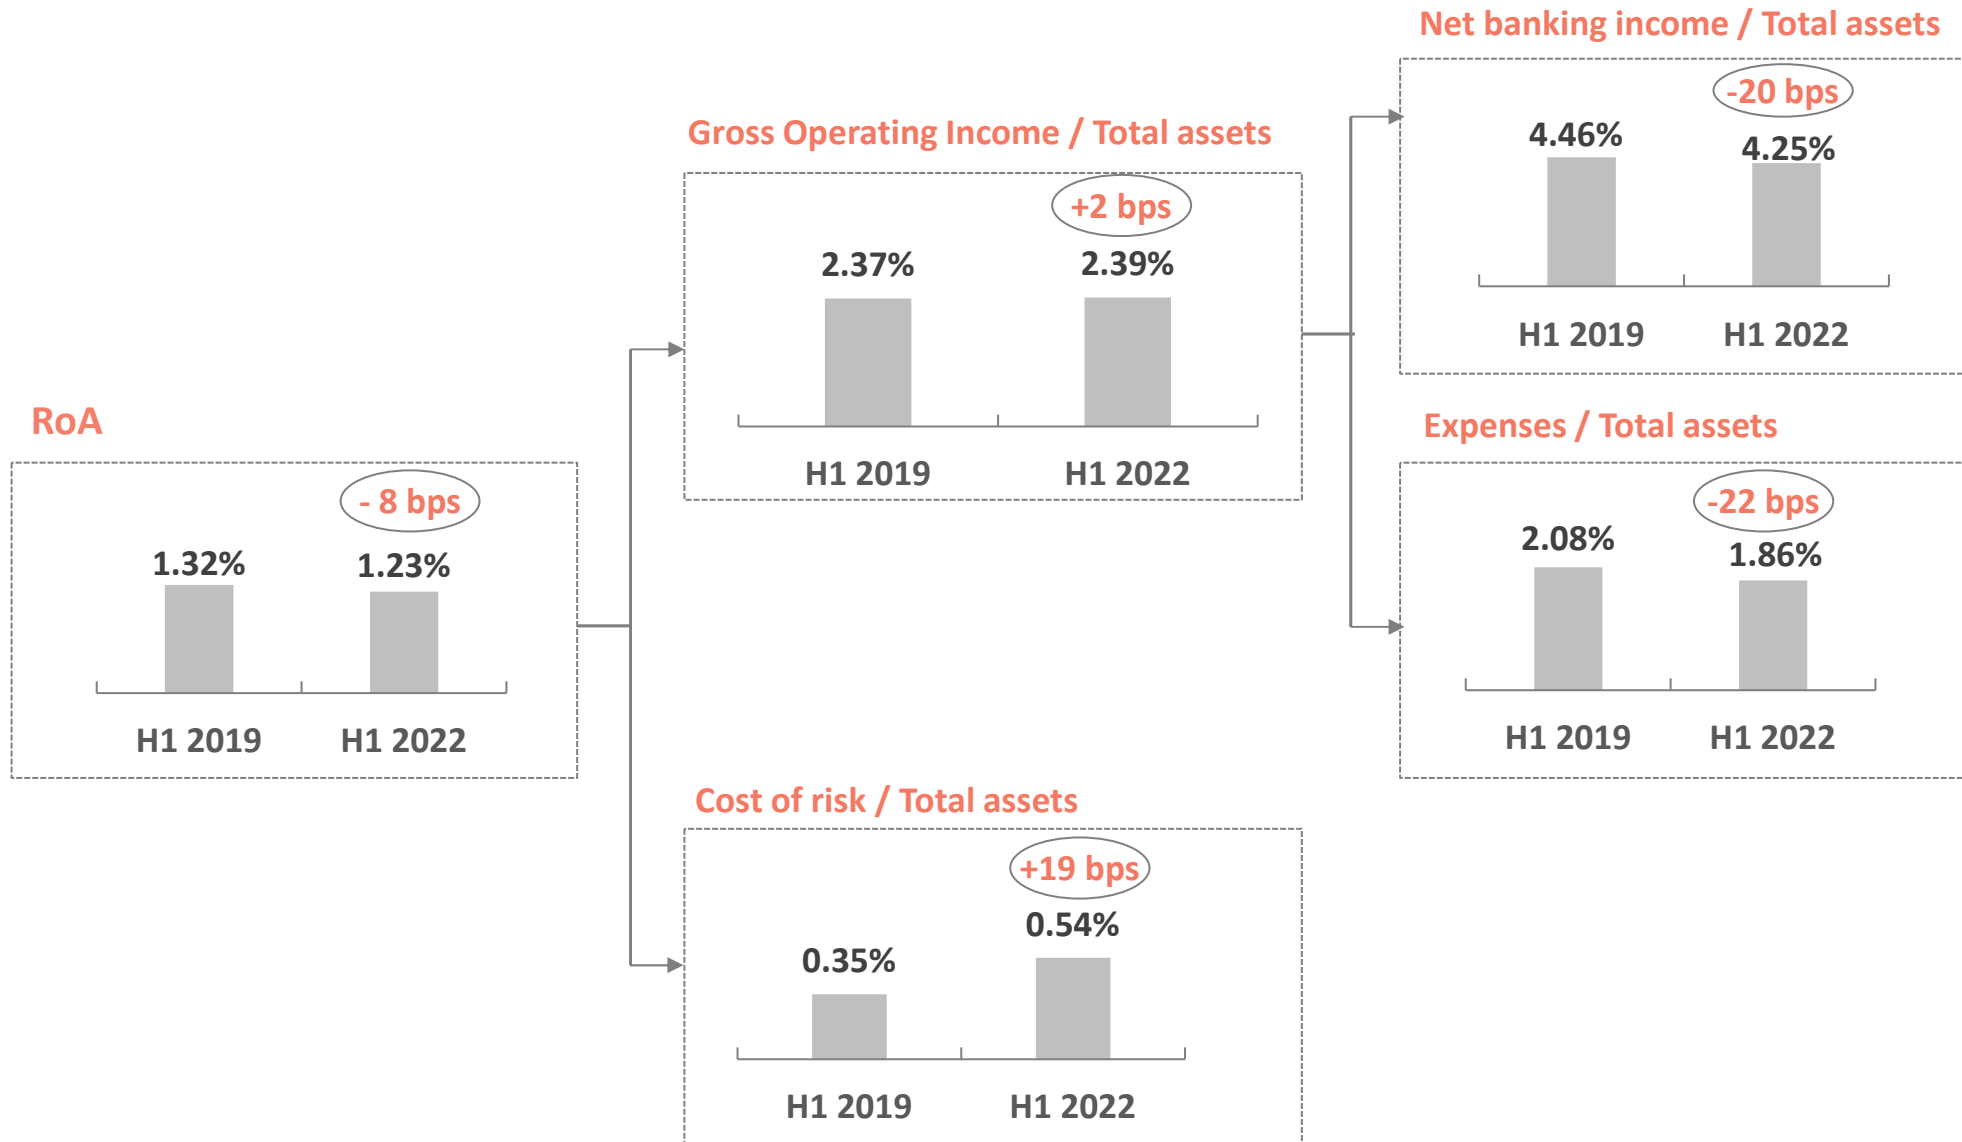 RoA
- 8 bps
1.32%
1.23%
H1 2019
H1 2022
Gross Operating Income / Total assets
+2 bps
2.37%
2.39%
H1 2019
H1 2022
Cost of risk / Total assets
+19 bps
0.35%
0.54%
H1 2019
H1 2022
Net banking income / Total assets
-20 bps
4.46%
4.25%
H1 2019
H1 2022
Expenses / Total assets
-22 bps
2.08%
1.86%
H1 2019
H1 2022